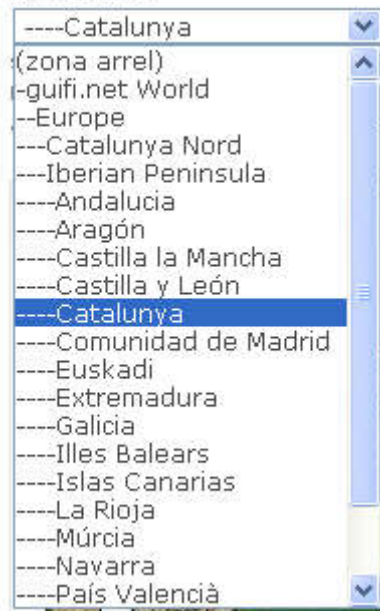 ----Catalunya
(zona arrel)
-guifi.net World
--Europe
---Catalunya Nord
---Iberian Peninsula
----Andalucia
----Aragón
----Castilla la Mancha
----Castilla y León
----Catalunya
----Comunidad de Madrid
----Euskadi
----Extremadura
----Galicia
----Illes Balears
----Islas Canarias
----La Rioja
----Múrcia
----Navarra
----País Valencià